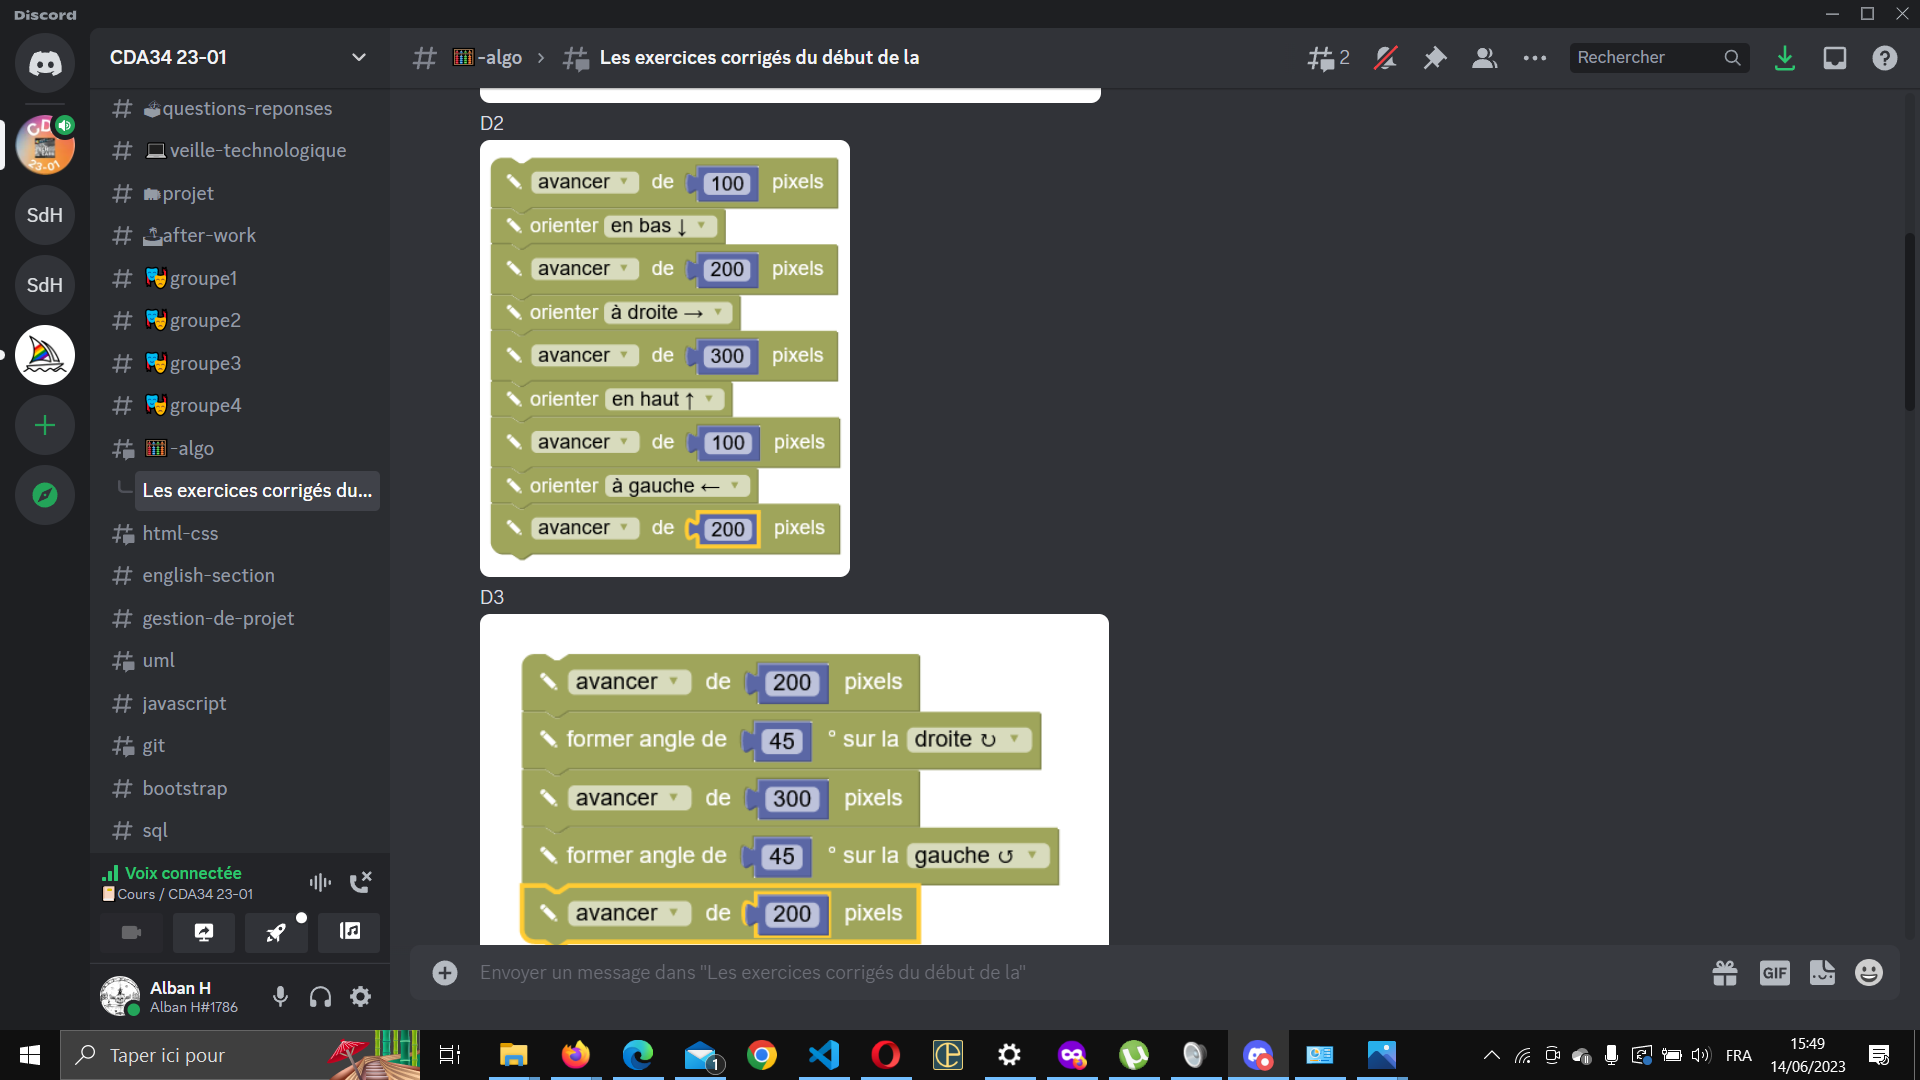 Discord
CDA34 23-01
questions-reponses
veille-technologique
projet
after-work
groupe1
groupe2
groupe3
groupe4
-algo
Les exercices corrigés du...
html-css
english-section
gestion-de-projet
uml
javascript
git
bootstrap
sql
SdH
SdH
CD
23-01
Voix connectée
Cours / CDA34 23-01
Alban H
Alban H#1786
-algo > Les exercices corrigés du début de la
2
Rechercher
D2
avancer de 100 pixels
orienter en bas ↓
avancer de 200 pixels
orienter à droite →
avancer de 300 pixels
orienter en haut ↑
avancer de 100 pixels
orienter à gauche ←
avancer de 200 pixels
D3
avancer de 200 pixels
former angle de 45 ° sur la droite ↻
avancer de 300 pixels
former angle de 45 ° sur la gauche ↺
avancer de 200 pixels
Envoyer un message dans "Les exercices corrigés du début de la"
GIF
Taper ici pour
1
FRA
15:49
14/06/2023